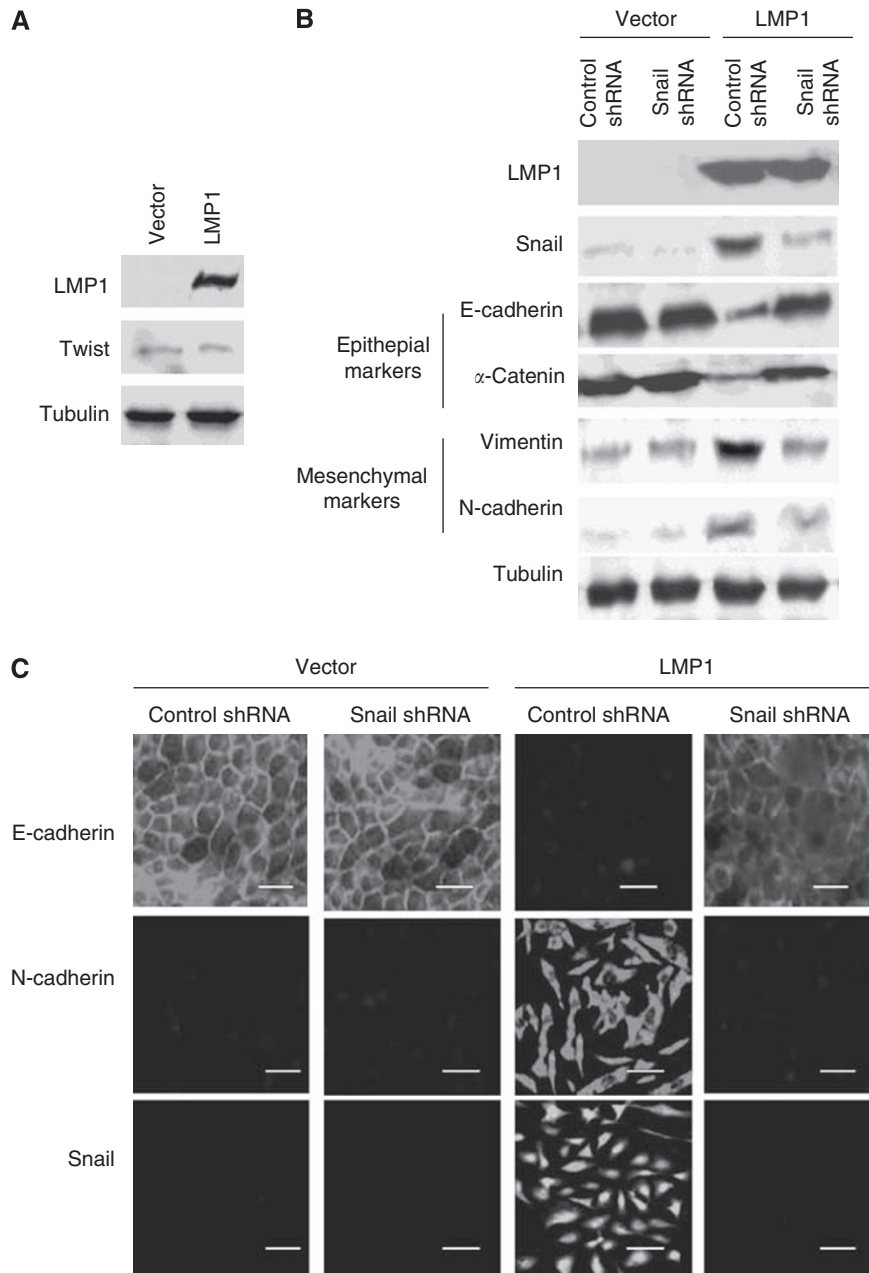 A
Vector
LMP1
LMP1
Twist
Tubulin
B
Vector
LMP1
Control
shRNA
Snail
shRNA
Control
shRNA
Snail
shRNA
LMP1
Snail
E-cadherin
Epithepial
markers
α-Catenin
Vimentin
Mesenchymal
markers
N-cadherin
Tubulin
C
Vector
LMP1
Control shRNA
Snail shRNA
Control shRNA
Snail shRNA
E-cadherin
N-cadherin
Snail